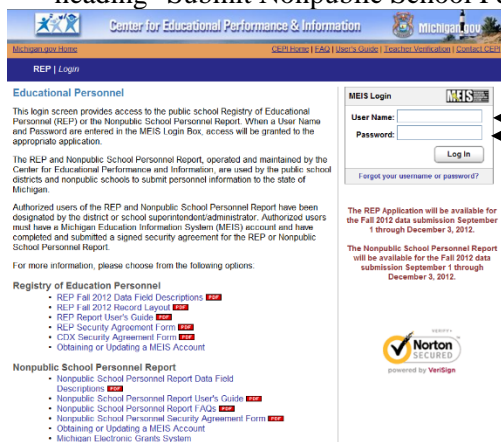 heading "Submit Nonpublic School Pe
Center for Educational Performance & Information
Michigan.gov
Michigan.gov Home
CEPI Home | FAQ | User's Guide | Teacher Verification | Contact CEPI
REP | Login
Educational Personnel
This login screen provides access to the public school Registry of Educational
Personnel (REP) or the Nonpublic School Personnel Report. When a User Name
and Password are entered in the MEIS Login Box, access will be granted to the
appropriate application.
The REP and Nonpublic School Personnel Report, operated and maintained by the
Center for Educational Performance and Information, are used by the public school
districts and nonpublic schools to submit personnel information to the state of
Michigan.
Authorized users of the REP and Nonpublic School Personnel Report have been
designated by the district or school superintendent/administrator. Authorized users
must have a Michigan Education Information System (MEIS) account and have
completed and submitted a signed security agreement for the REP or Nonpublic
School Personnel Report.
For more information, please choose from the following options:
Registry of Education Personnel
• REP Fall 2012 Data Field Descriptions PDF
• REP Fall 2012 Record Layout PDF
• REP Report User's Guide PDF
• REP Security Agreement Form PDF
• CDX Security Agreement Form PDF
• Obtaining or Updating a MEIS Account
Nonpublic School Personnel Report
• Nonpublic School Personnel Report Data Field
Descriptions PDF
• Nonpublic School Personnel Report User's Guide PDF
• Nonpublic School Personnel Report FAQs PDF
• Nonpublic School Personnel Security Agreement Form PDF
• Obtaining or Updating a MEIS Account
• Michigan Electronic Grants System
MEIS Login
MEIS
User Name:
Password:
Log In
Forgot your username or password?
The REP Application will be available for
the Fall 2012 data submission September
1 through December 3, 2012.
The Nonpublic School Personnel Report
will be available for the Fall 2012 data
submission September 1 through
December 3, 2012.
Norton
SECURED
powered by VeriSign